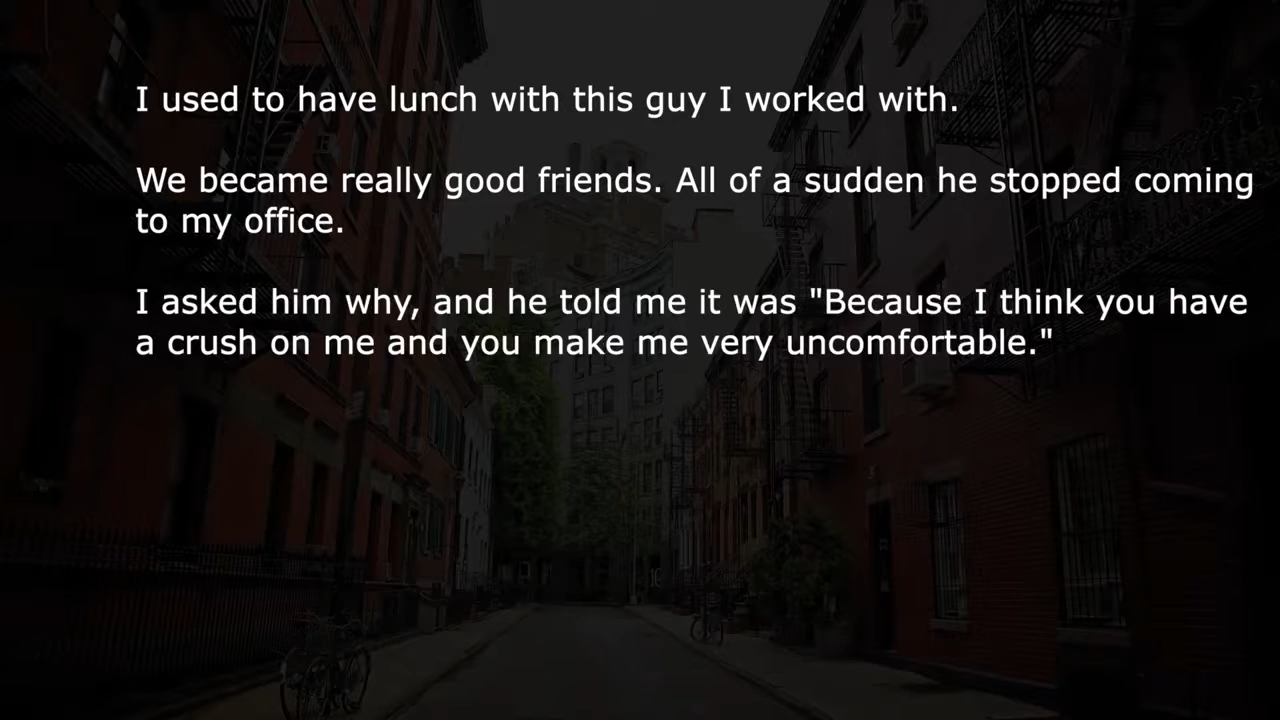 I used to have lunch with this guy I worked with.
We became really good friends. All of a sudden he stopped coming
to my office.
I asked him why, and he told me it was "Because I think you have
a crush on me and you make me very uncomfortable."